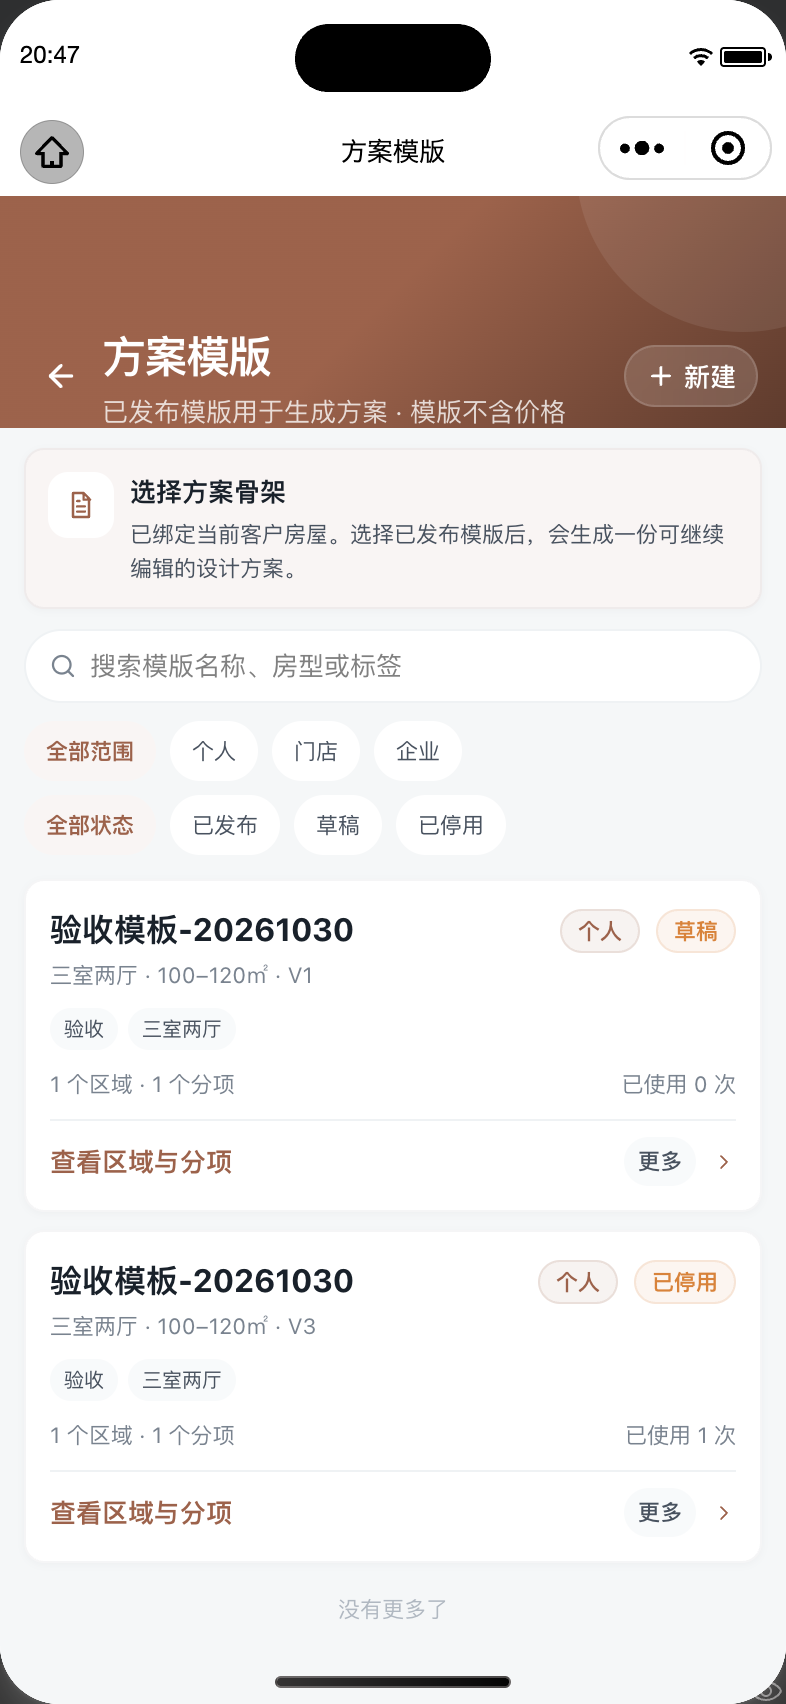 20:47
方案模版
方案模版
已发布模版用于生成方案 · 模版不含价格
新建
选择方案骨架
已绑定当前客户房屋。选择已发布模版后，会生成一份可继续
编辑的设计方案。
搜索模版名称、房型或标签
全部范围 个人 门店 企业
全部状态 已发布 草稿 已停用
验收模板-20261030 个人 草稿
三室两厅 · 100–120㎡ · V1
验收 三室两厅
1 个区域 · 1 个分项 已使用 0 次
查看区域与分项 更多
验收模板-20261030 个人 已停用
三室两厅 · 100–120㎡ · V3
验收 三室两厅
1 个区域 · 1 个分项 已使用 1 次
查看区域与分项 更多
没有更多了